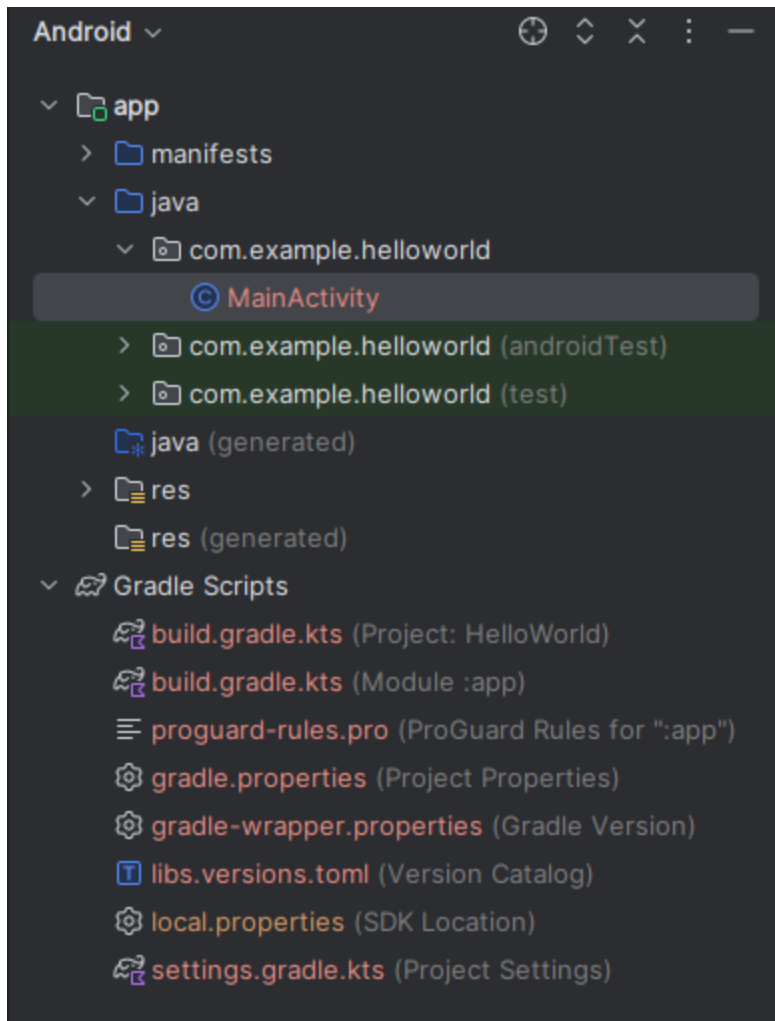 Android
app
manifests
java
com.example.helloworld
MainActivity
com.example.helloworld (androidTest)
com.example.helloworld (test)
java (generated)
res
res (generated)
Gradle Scripts
build.gradle.kts (Project: HelloWorld)
build.gradle.kts (Module :app)
proguard-rules.pro (ProGuard Rules for ":app")
gradle.properties (Project Properties)
gradle-wrapper.properties (Gradle Version)
libs.versions.toml (Version Catalog)
local.properties (SDK Location)
settings.gradle.kts (Project Settings)